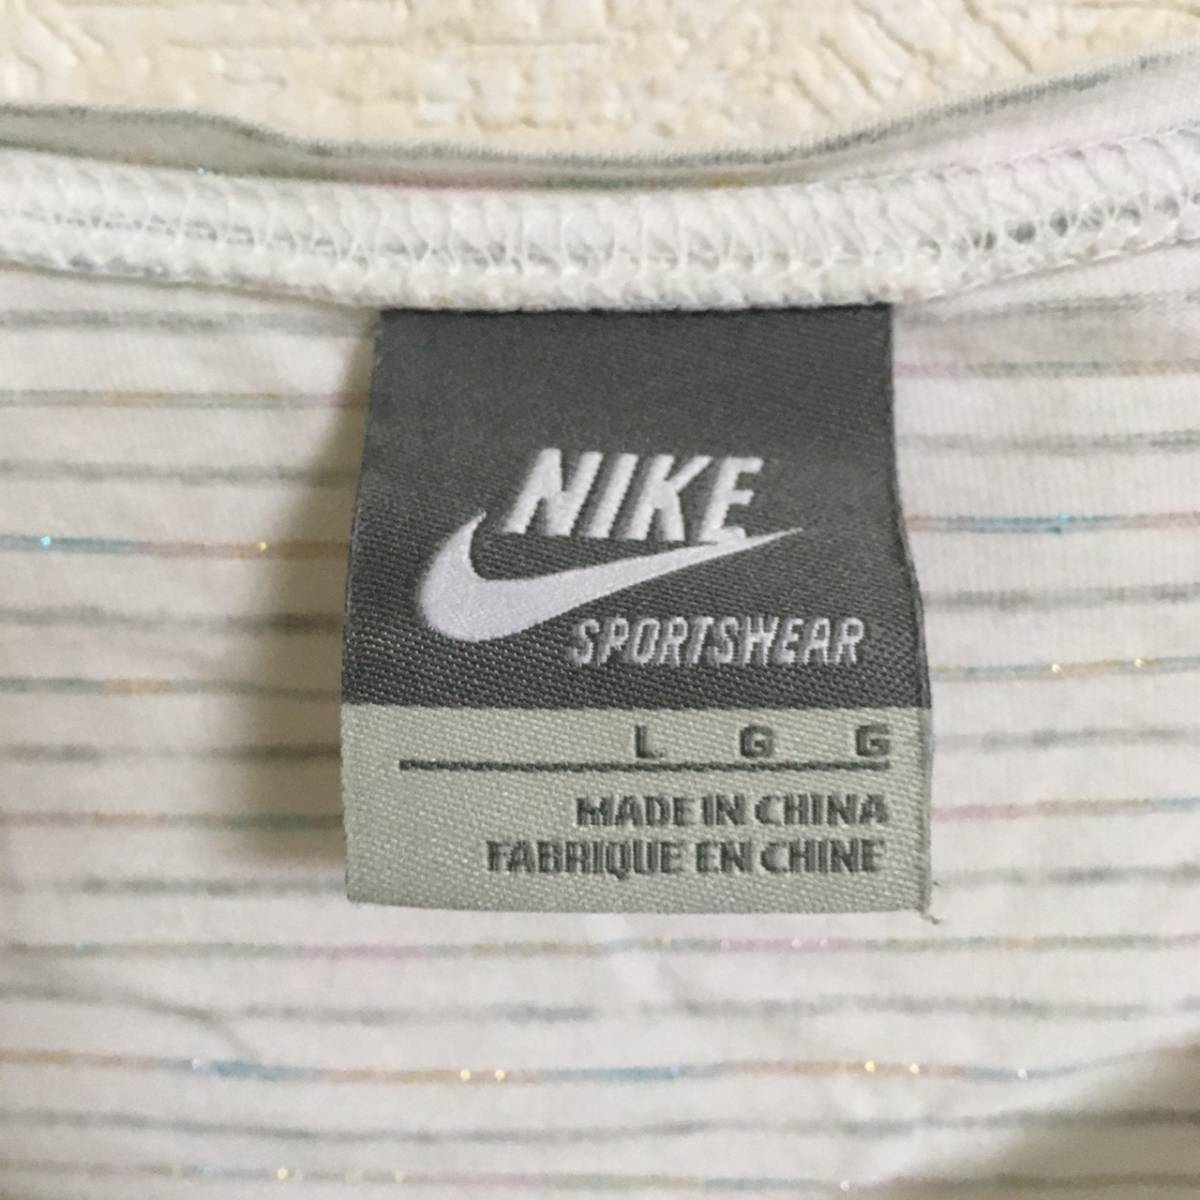 NIKE
SPORTSWEAR
L G G
MADE IN CHINA
FABRIQUE EN CHINE